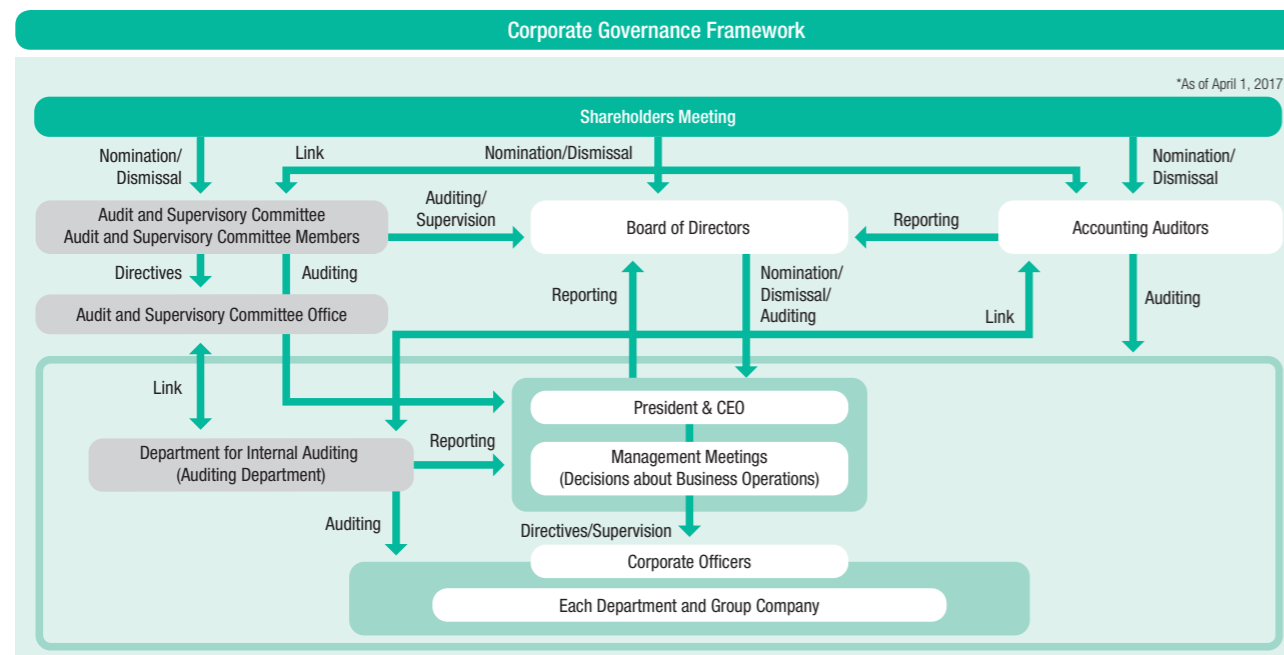 Corporate Governance Framework
*As of April 1, 2017
Shareholders Meeting
Nomination/
Dismissal
Link
Nomination/Dismissal
Nomination/
Dismissal
Audit and Supervisory Committee
Audit and Supervisory Committee Members
Auditing/
Supervision
Board of Directors
Reporting
Accounting Auditors
Directives
Auditing
Reporting
Nomination/
Dismissal/
Auditing
Link
Auditing
Audit and Supervisory Committee Office
Link
President & CEO
Department for Internal Auditing
(Auditing Department)
Reporting
Management Meetings
(Decisions about Business Operations)
Auditing
Directives/Supervision
Corporate Officers
Each Department and Group Company